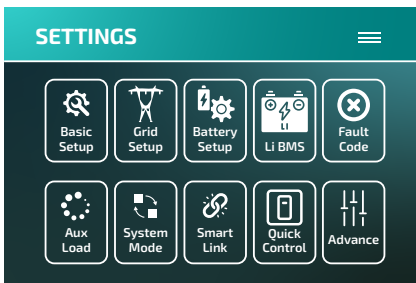 SETTINGS
Basic
Setup
Grid
Setup
Battery
Setup
LI
Li BMS
Fault
Code
Aux
Load
System
Mode
Smart
Link
Quick
Control
Advance